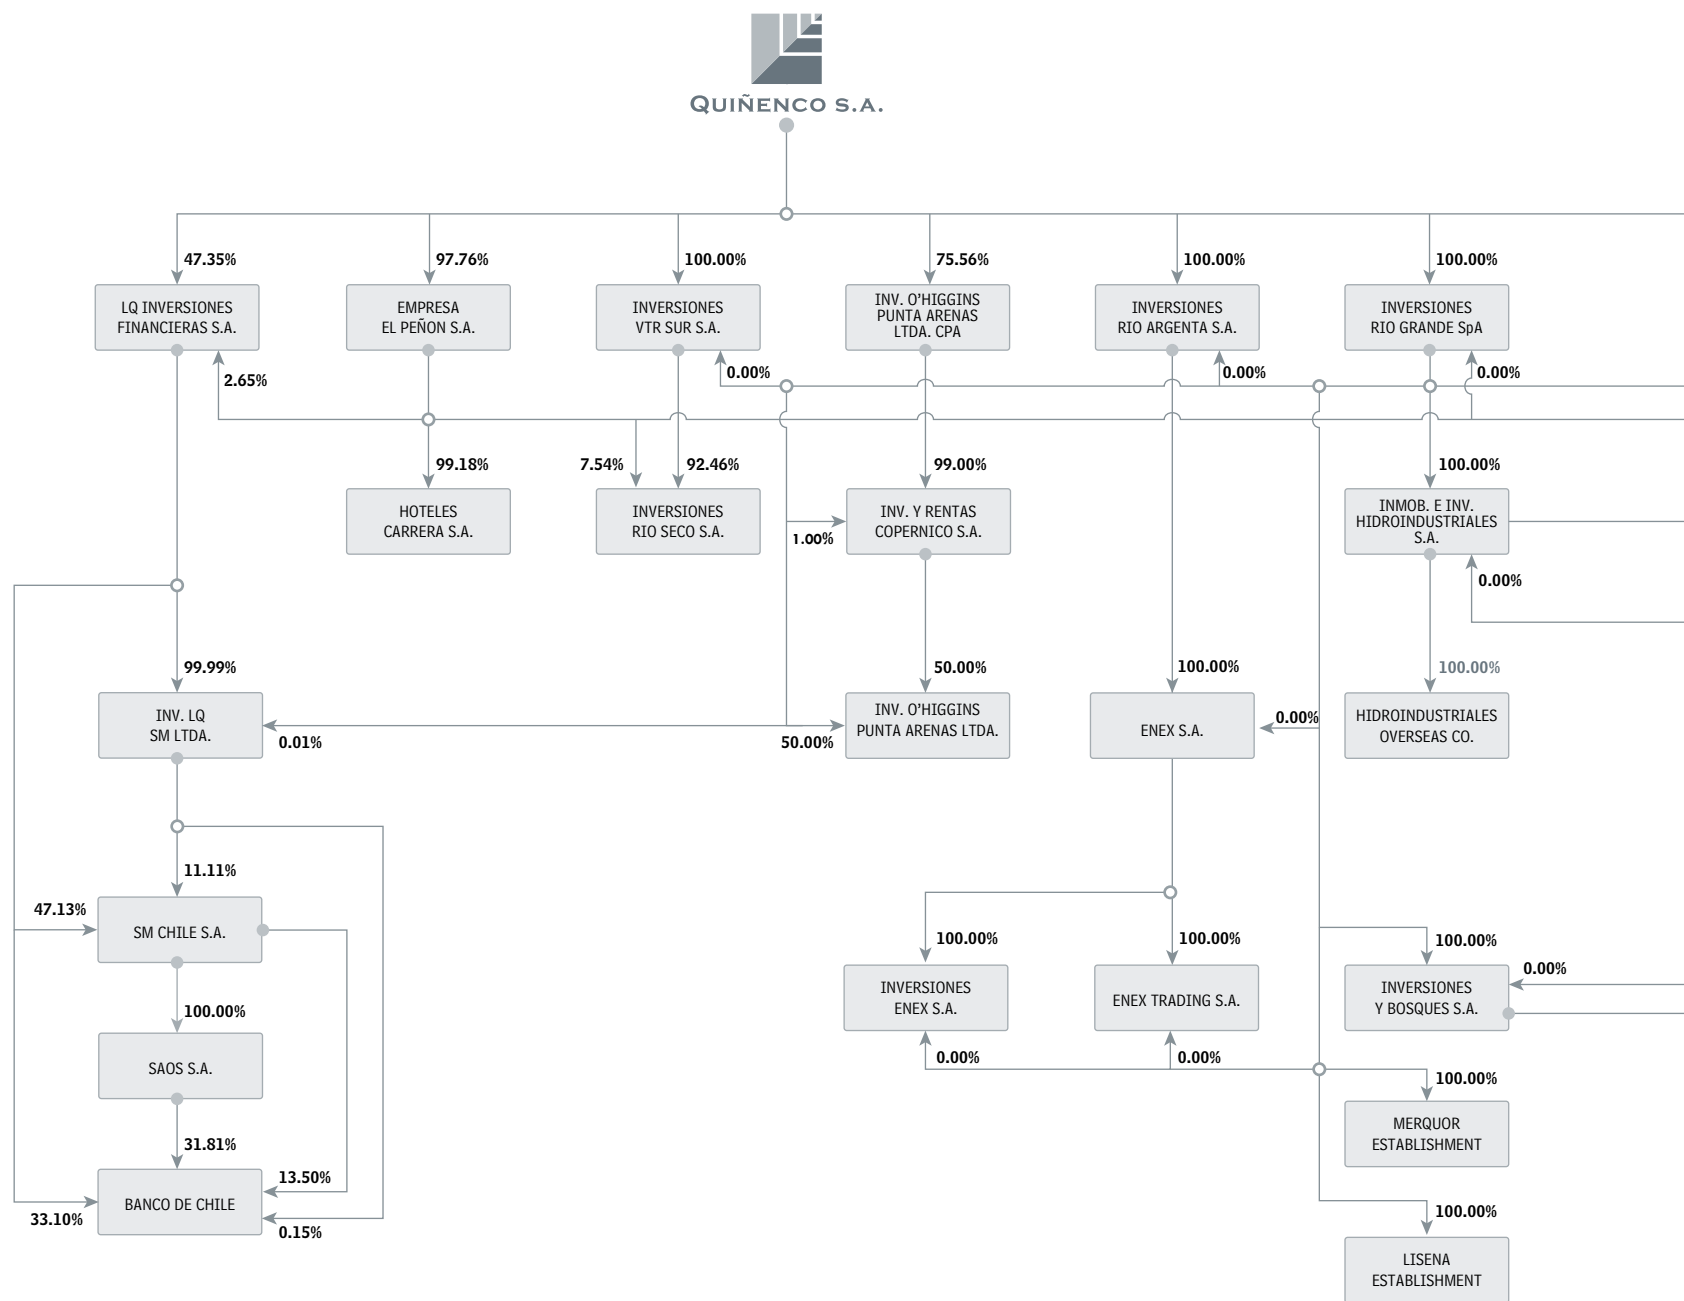 QUIÑENCO S.A.
47.35%
97.76%
100.00%
75.56%
100.00%
100.00%
LQ INVERSIONES
FINANCIERAS S.A.
EMPRESA
EL PEÑON S.A.
INVERSIONES
VTR SUR S.A.
INV. O'HIGGINS
PUNTA ARENAS
LTDA. CPA
INVERSIONES
RIO ARGENTA S.A.
INVERSIONES
RIO GRANDE SpA
2.65%
0.00%
0.00%
0.00%
99.18%
7.54%
92.46%
99.00%
100.00%
HOTELES
CARRERA S.A.
INVERSIONES
RIO SECO S.A.
1.00%
INV. Y RENTAS
COPERNICO S.A.
INMOB. E INV.
HIDROINDUSTRIALES
S.A.
0.00%
99.99%
50.00%
100.00%
100.00%
INV. LQ
SM LTDA.
0.01%
50.00%
INV. O'HIGGINS
PUNTA ARENAS LTDA.
ENEX S.A.
0.00%
HIDROINDUSTRIALES
OVERSEAS CO.
11.11%
47.13%
SM CHILE S.A.
100.00%
100.00%
100.00%
0.00%
INVERSIONES
ENEX S.A.
ENEX TRADING S.A.
INVERSIONES
Y BOSQUES S.A.
100.00%
SAOS S.A.
0.00%
0.00%
100.00%
MERQUOR
ESTABLISHMENT
31.81%
13.50%
BANCO DE CHILE
33.10%
0.15%
100.00%
LISENA
ESTABLISHMENT